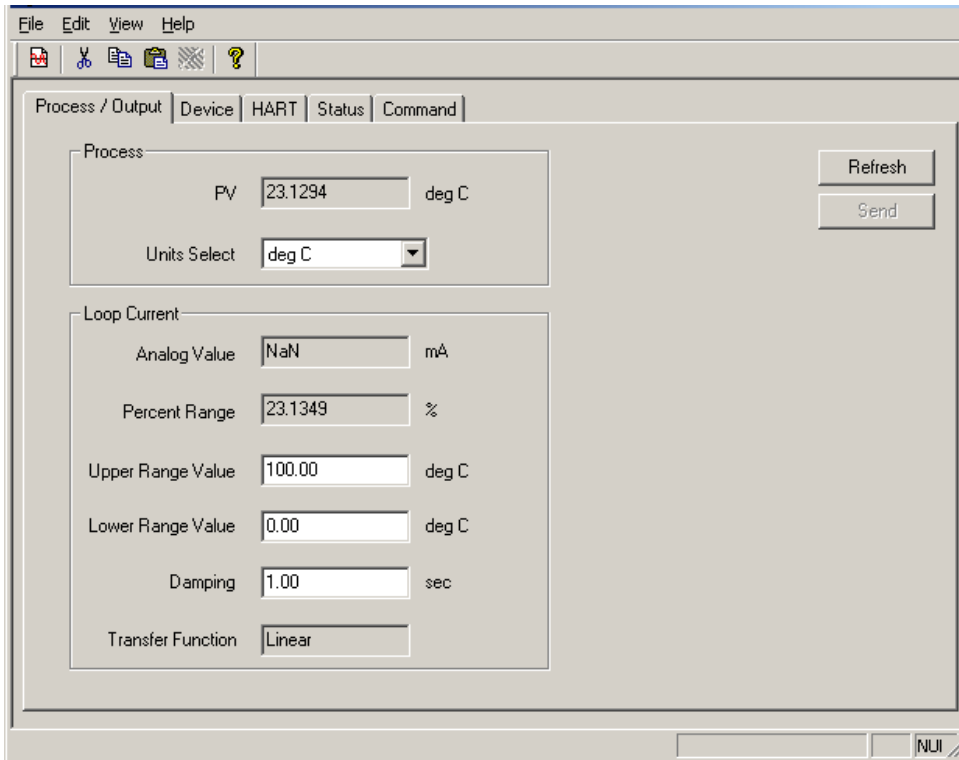 File Edit View Help
Process / Output Device HART Status Command
Process
PV 23.1294 deg C
Units Select deg C
Refresh
Send
Loop Current
Analog Value NaN mA
Percent Range 23.1349 %
Upper Range Value 100.00 deg C
Lower Range Value 0.00 deg C
Damping 1.00 sec
Transfer Function Linear